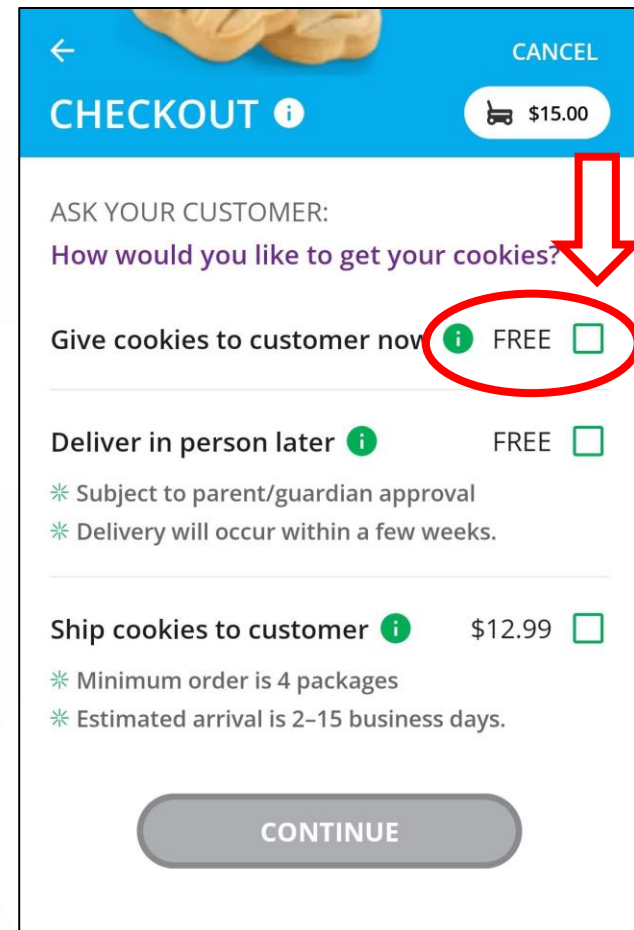 CANCEL
CHECKOUT
$15.00
ASK YOUR CUSTOMER:
How would you like to get your cookies?
Give cookies to customer now FREE
Deliver in person later FREE
Subject to parent/guardian approval
Delivery will occur within a few weeks.
Ship cookies to customer $12.99
Minimum order is 4 packages
Estimated arrival is 2–15 business days.
CONTINUE